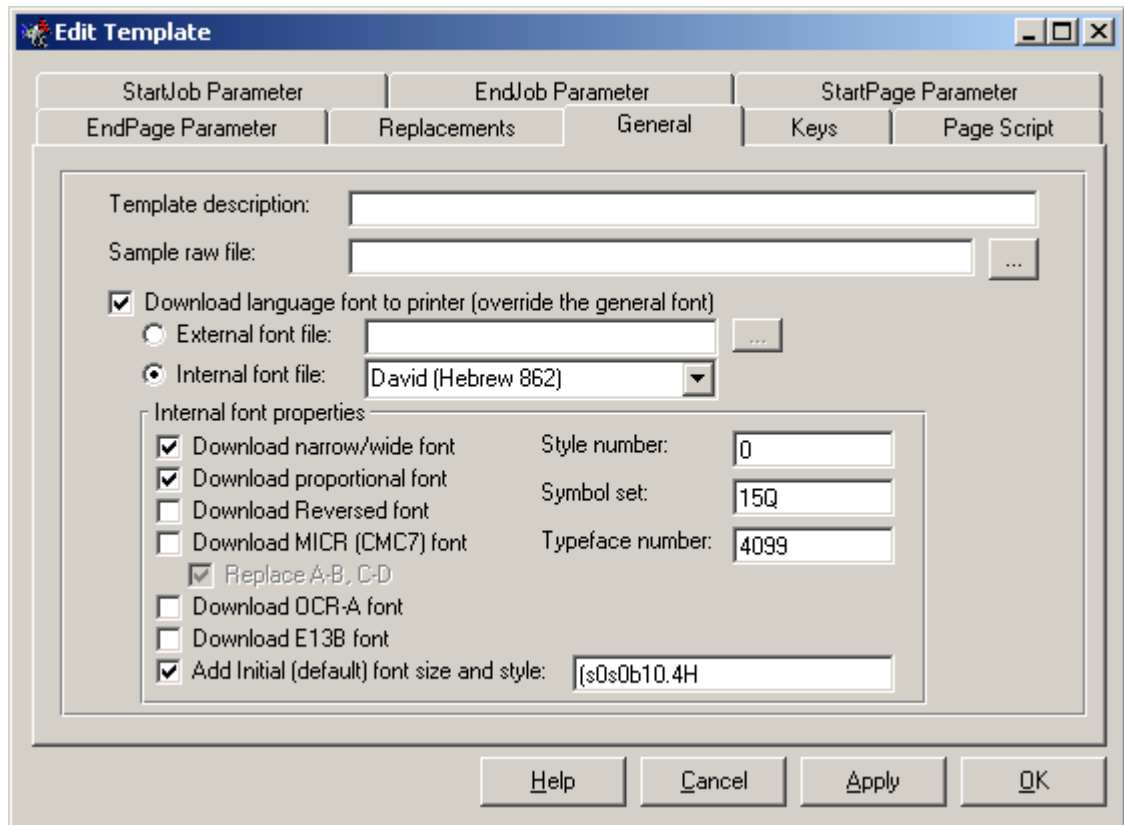 Edit Template
StartJob Parameter EndJob Parameter StartPage Parameter
EndPage Parameter Replacements General Keys Page Script
Template description:
Sample raw file: ...
Download language font to printer (override the general font)
External font file: ...
Internal font file: David (Hebrew 862)
Internal font properties
Download narrow/wide font Style number: 0
Download proportional font
Symbol set: 15Q
Download Reversed font
Download MICR (CMC7) font Typeface number: 4099
Replace A-B, C-D
Download OCR-A font
Download E13B font
Add Initial (default) font size and style: (s0s0b10.4H
Help Cancel Apply OK